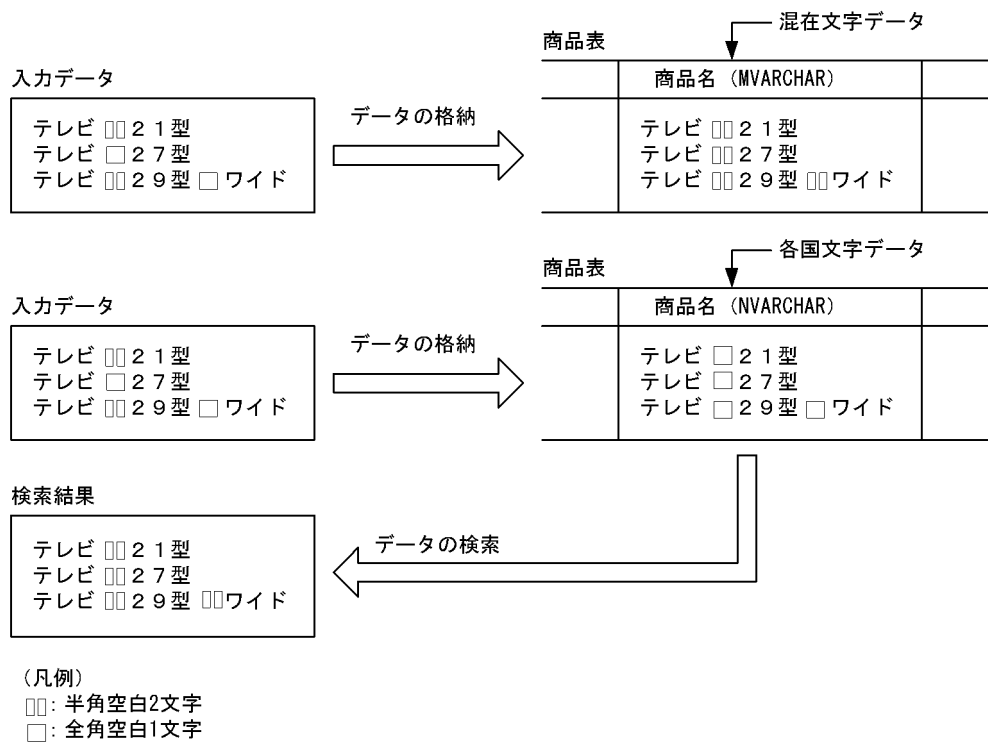 混在文字データ
商品表
入力データ
商品名(MVARCHAR)
テレビ▯▯21型
テレビ□27型
テレビ▯▯29型□ワイド
データの格納
テレビ▯▯21型
テレビ▯▯27型
テレビ▯▯29型▯▯ワイド
各国文字データ
商品表
入力データ
商品名(NVARCHAR)
テレビ▯▯21型
テレビ□27型
テレビ▯▯29型□ワイド
データの格納
テレビ□21型
テレビ□27型
テレビ□29型□ワイド
検索結果
テレビ▯▯21型
テレビ▯▯27型
テレビ▯▯29型▯▯ワイド
データの検索
(凡例)
▯▯:半角空白2文字
□:全角空白1文字